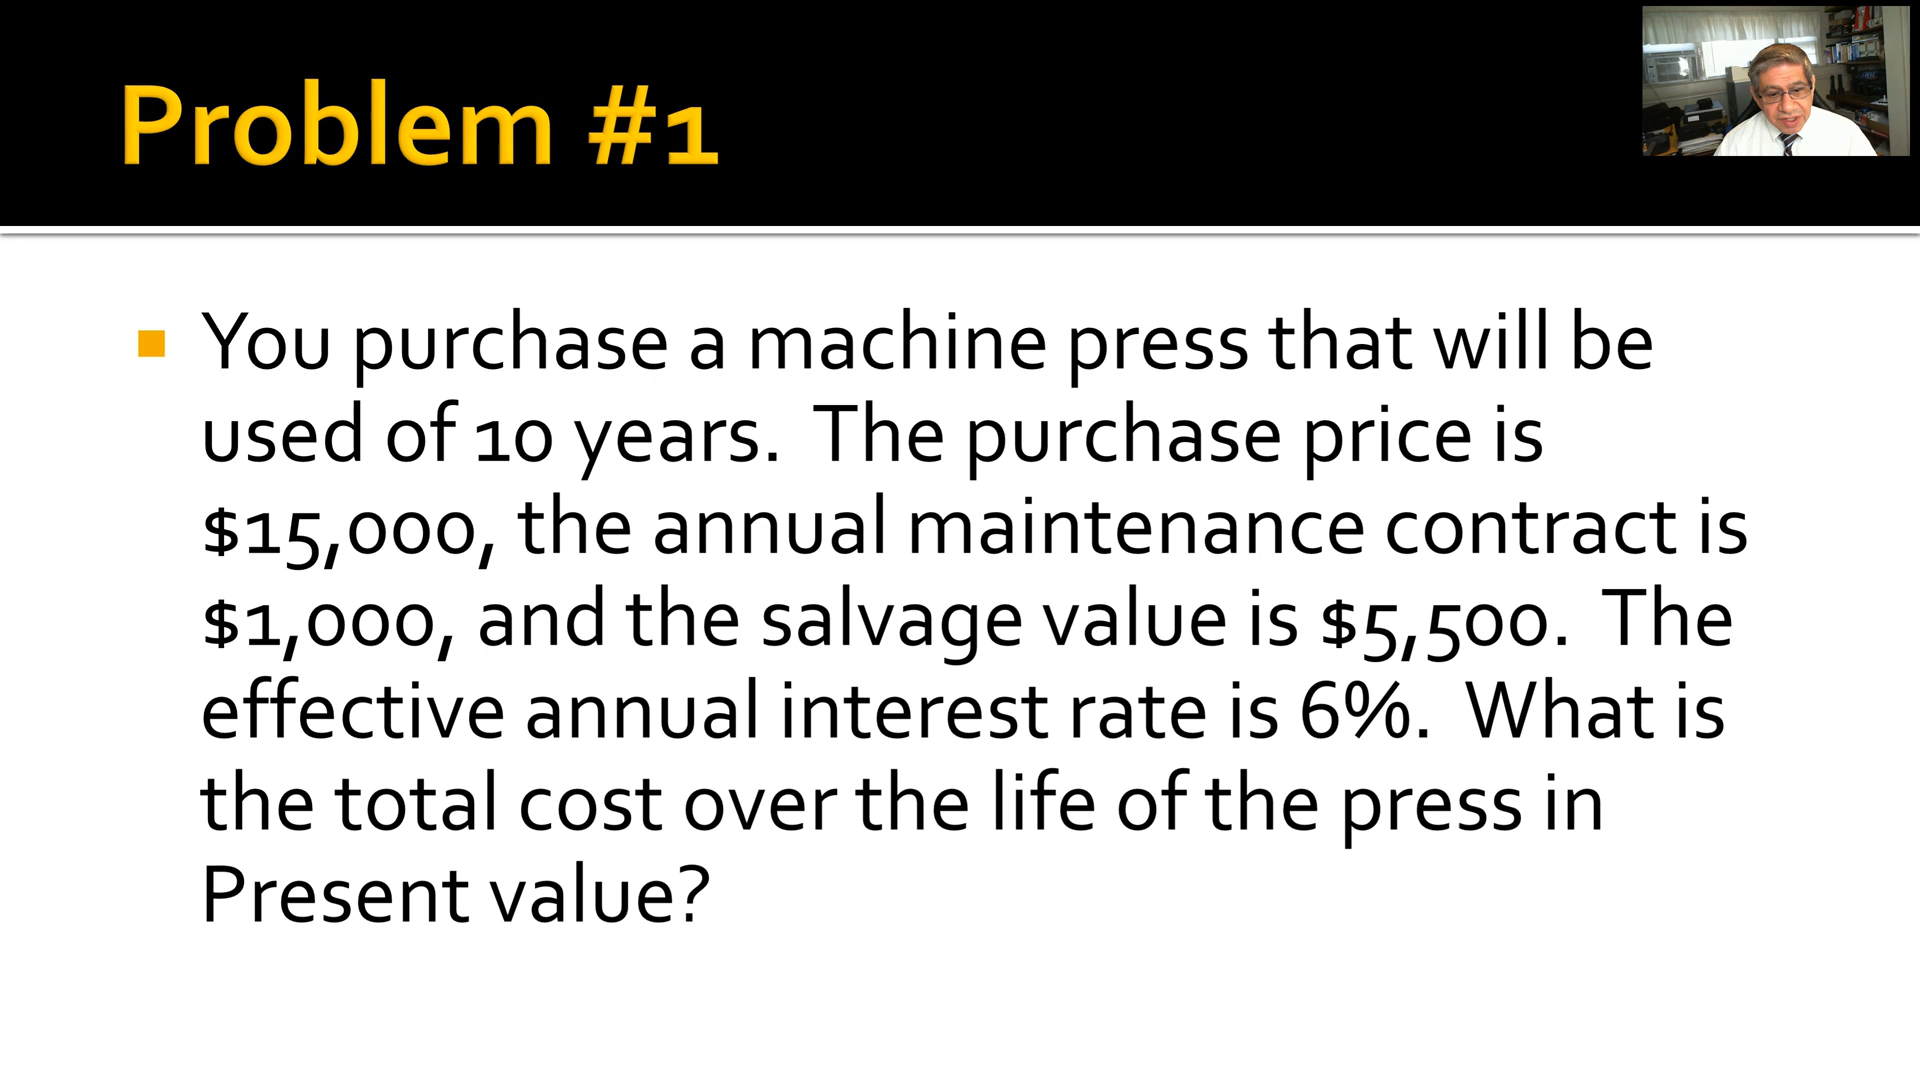 Problem #1
You purchase a machine press that will be
used of 10 years. The purchase price is
$15,000, the annual maintenance contract is
$1,000, and the salvage value is $5,500. The
effective annual interest rate is 6%. What is
the total cost over the life of the press in
Present value?